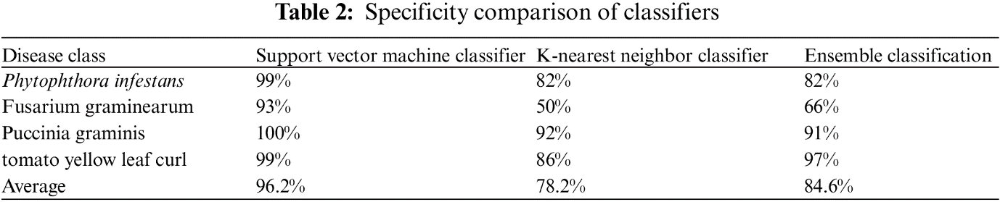 Table 2: Specificity comparison of classifiers
Disease class Support vector machine classifier K-nearest neighbor classifier Ensemble classification
Phytophthora infestans 99% 82% 82%
Fusarium graminearum 93% 50% 66%
Puccinia graminis 100% 92% 91%
tomato yellow leaf curl 99% 86% 97%
Average 96.2% 78.2% 84.6%